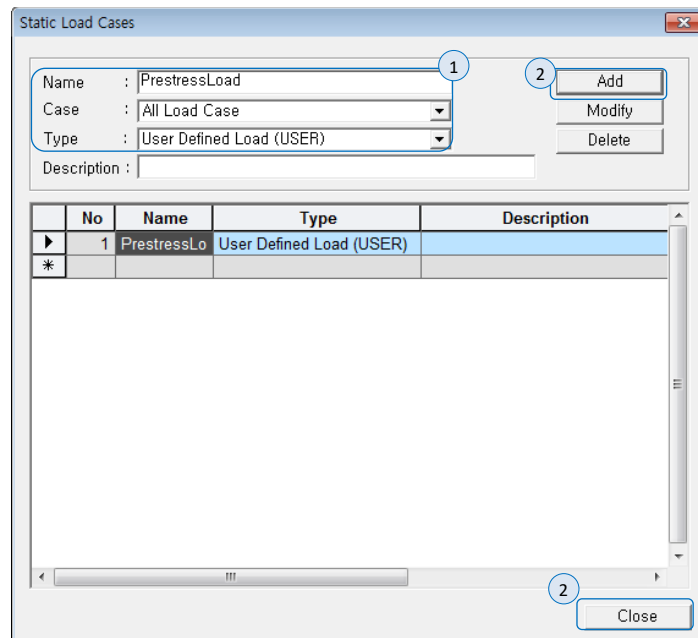 Static Load Cases
1
2
Name : PrestressLoad Add
Case : All Load Case Modify
Type : User Defined Load (USER) Delete
Description :
No Name Type Description
1 PrestressLo User Defined Load (USER)
*
2
Close